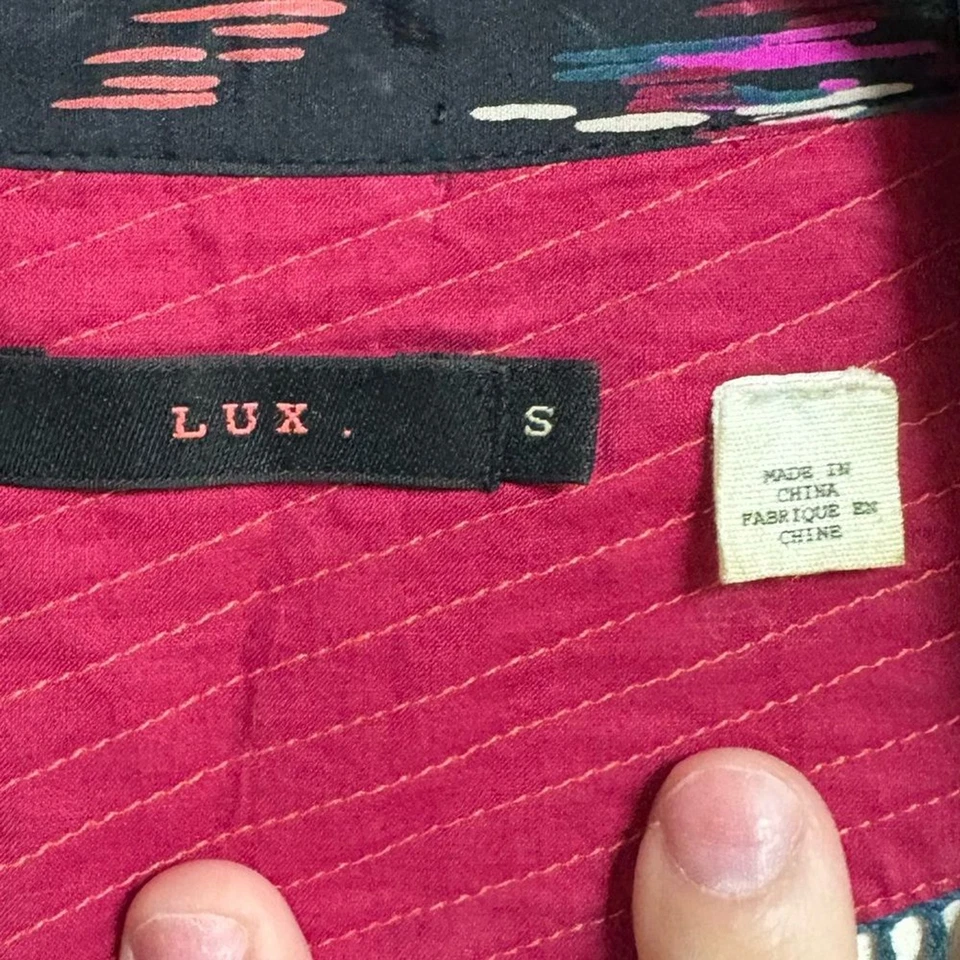 LUX.
S
MADE IN
CHINA
FABRIQUE EN
CHINE